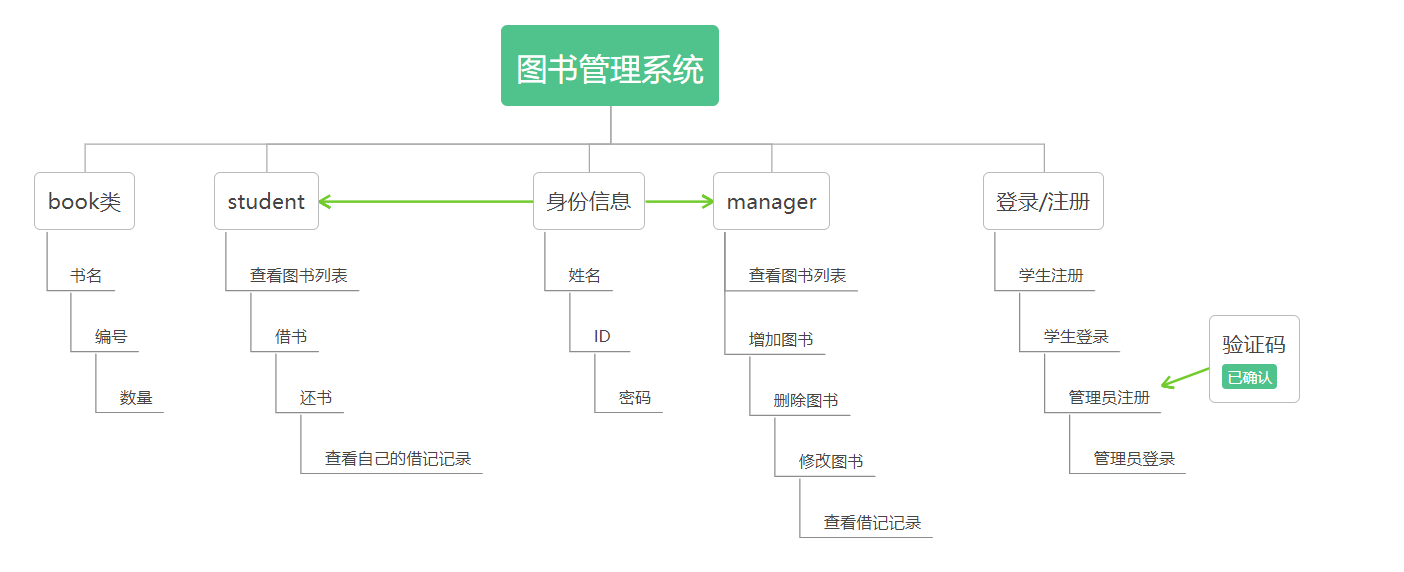 图书管理系统
book类
student
身份信息
manager
登录/注册
书名
编号
数量
查看图书列表
借书
还书
查看自己的借记记录
姓名
ID
密码
查看图书列表
增加图书
删除图书
修改图书
查看借记记录
学生注册
学生登录
管理员注册
管理员登录
验证码
已确认